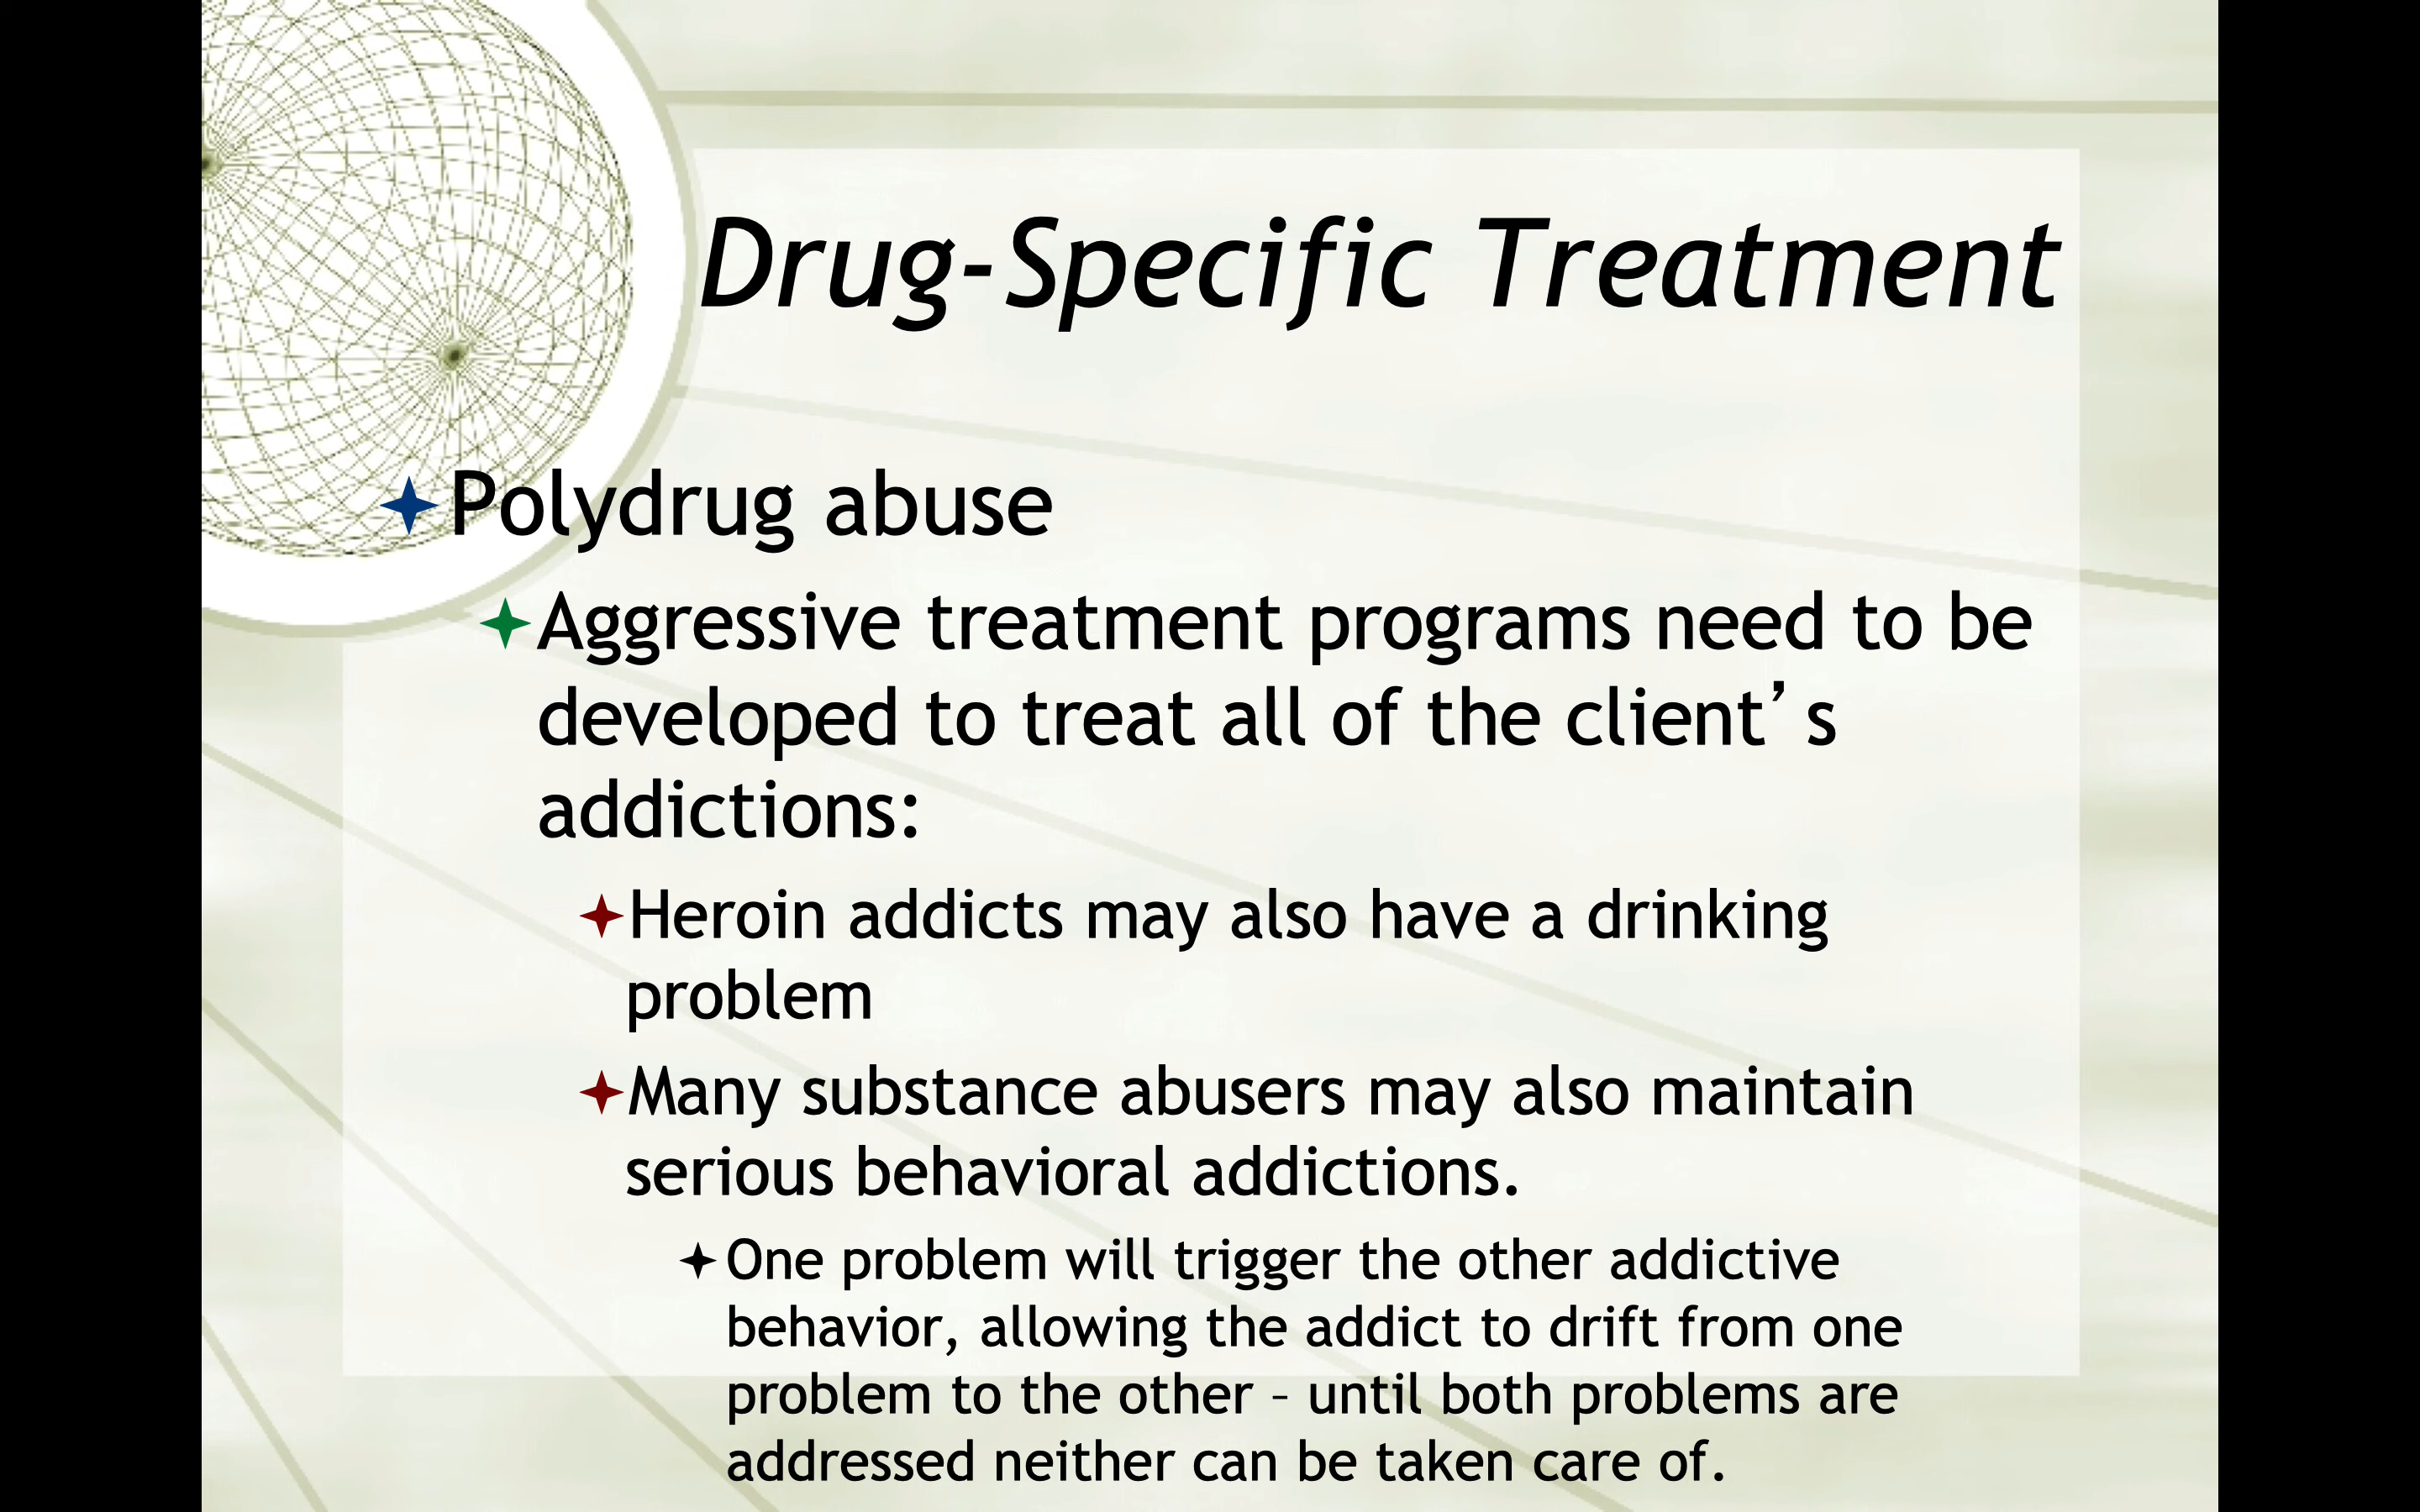 Drug-Specific Treatment
Polydrug abuse
Aggressive treatment programs need to be
developed to treat all of the client’s
addictions:
Heroin addicts may also have a drinking
problem
Many substance abusers may also maintain
serious behavioral addictions.
One problem will trigger the other addictive
behavior, allowing the addict to drift from one
problem to the other – until both problems are
addressed neither can be taken care of.